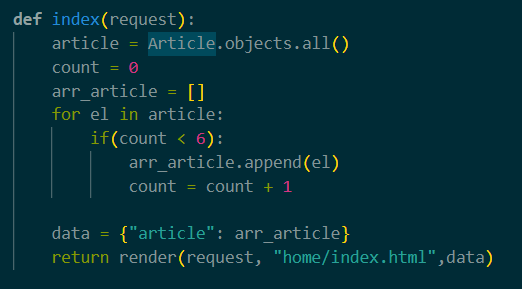 def index(request):
    article = Article.objects.all()
    count = 0
    arr_article = []
    for el in article:
        if(count < 6):
            arr_article.append(el)
            count = count + 1

    data = {"article": arr_article}
    return render(request, "home/index.html",data)